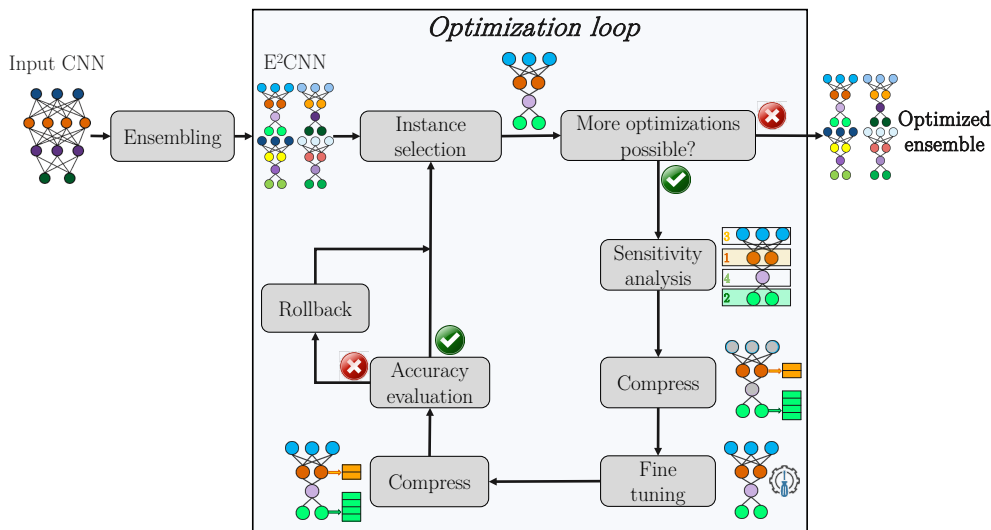 Optimization loop
Input CNN
E²CNN
Ensembling
Instance
selection
More optimizations
possible?
Optimized
ensemble
Sensitivity
analysis
3
1
4
2
Rollback
Accuracy
evaluation
Compress
Compress
Fine
tuning